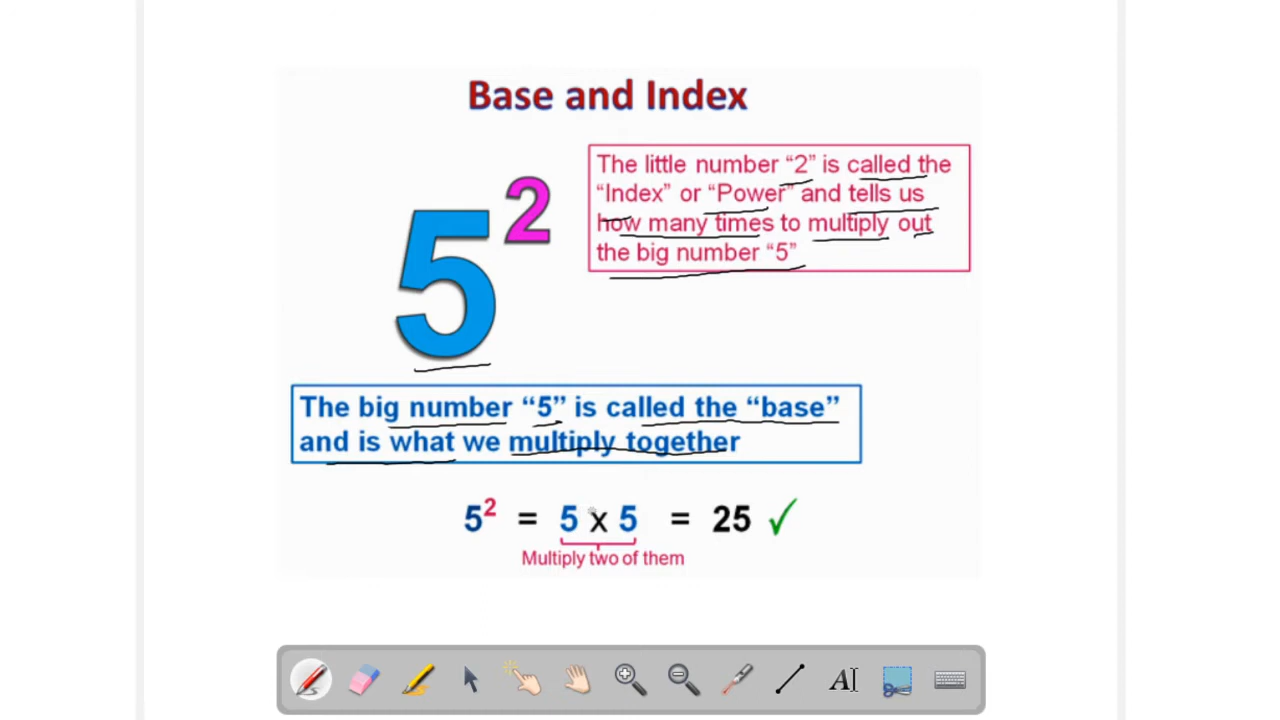 Base and Index
5²
The little number “2” is called the
“Index” or “Power” and tells us
how many times to multiply out
the big number “5”
The big number “5” is called the “base”
and is what we multiply together
5² = 5 x 5 = 25 ✓
Multiply two of them
A